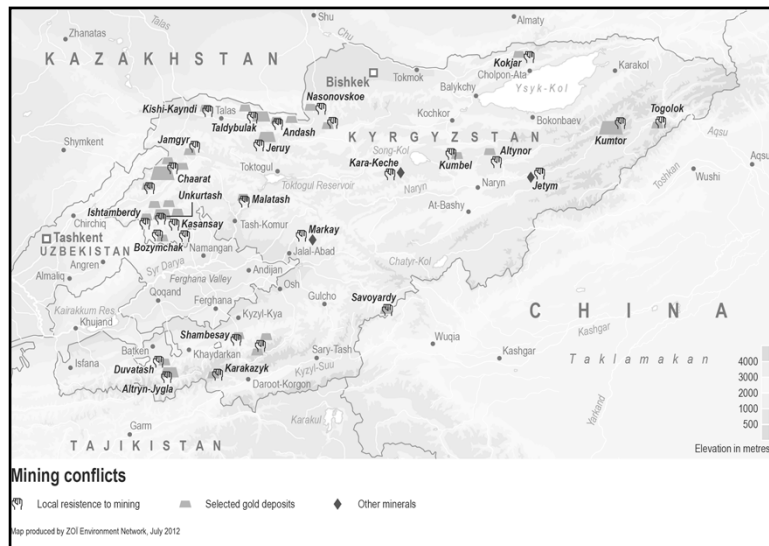 Zhanatas
Talas
Shu
Chu
Almaty
KAZAKHSTAN
Bishkek
Tokmok
Kokjar
Cholpon-Ata
Karakol
Balykchy
Ysyk-Kol
Nasonovskoe
Kishi-Kayndi
Talas
Taldybulak
Andash
Kochkor
Bokonbaev
Togolok
KYRGYZSTAN
Kumtor
Shymkent
Jamgyr
Jeruy
Song-Kol
Altynor
Aqsu
Toktogul
Kara-Keche
Kumbel
Chaarat
Toktogul Reservoir
Naryn
Naryn
Jetym
Toshkan
Wushi
Aqsu
Unkurtash
Malatash
At-Bashy
Ishtamberdy
Chirchiq
Kasansay
Tash-Komur
Markay
Tashkent
Bozymchak
Namangan
Jalal-Abad
UZBEKISTAN
Angren
Syr Darya
Chatyr-Kol
Almaliq
Ferghana Valley
Andijan
Osh
Qoqand
Gulcho
Savoyardy
CHINA
Kairakkum Res.
Ferghana
Khujand
Kyzyl-Kya
Kashgar
Shambesay
Wuqia
Batken
Khaydarkan
Sary-Tash
Kashgar
Taklamakan
Isfana
Duvatash
Kyzyl-Suu
Karakazyk
Daroot-Korgon
Altryn-Jygla
Yarkand
Karakul
Garm
TAJIKISTAN
4000
3000
2000
1000
500
Elevation in metres
Mining conflicts
Local resistence to mining
Selected gold deposits
Other minerals
Map produced by ZOÏ Environment Network, July 2012